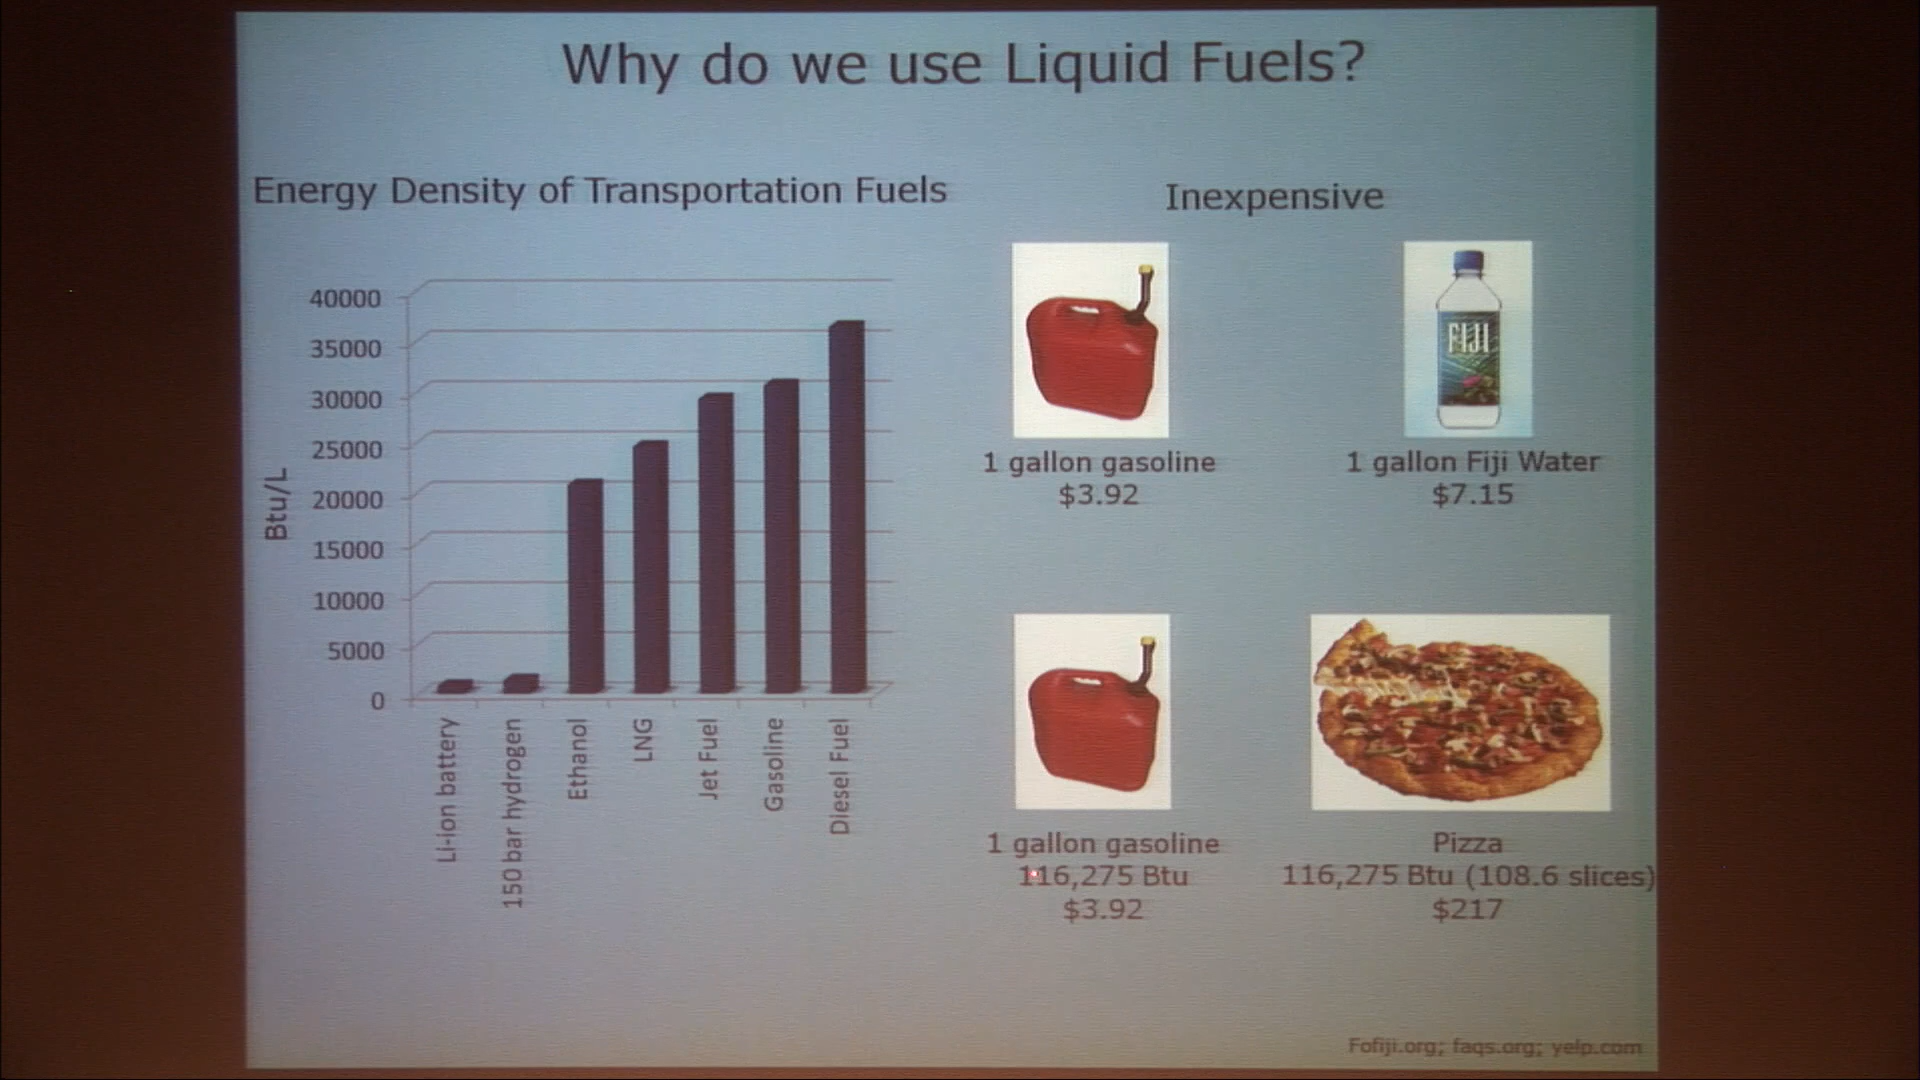 Why do we use Liquid Fuels?
Energy Density of Transportation Fuels
Btu/L
40000
35000
30000
25000
20000
15000
10000
5000
0
Li-ion battery
150 bar hydrogen
Ethanol
LNG
Jet Fuel
Gasoline
Diesel Fuel
Inexpensive
1 gallon gasoline
$3.92
FIJI
1 gallon Fiji Water
$7.15
1 gallon gasoline
116,275 Btu
$3.92
Pizza
116,275 Btu (108.6 slices)
$217
Fofiji.org; faqs.org; yelp.com